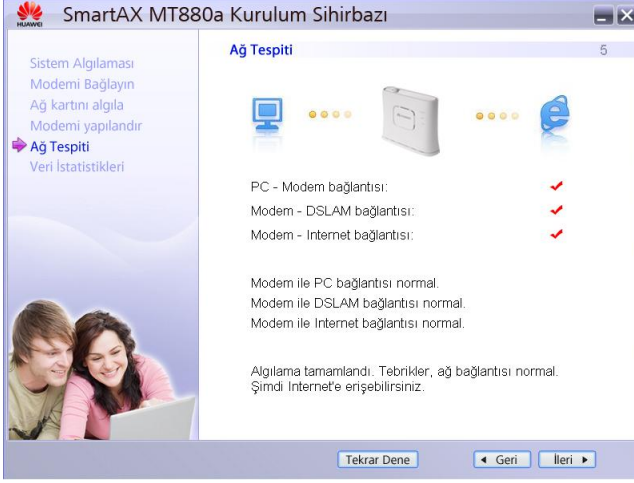 HUAWEI
SmartAX MT880a Kurulum Sihirbazı
Sistem Algılaması
Modemi Bağlayın
Ağ kartını algıla
Modemi yapılandır
Ağ Tespiti
Veri İstatistikleri
Ağ Tespiti 5
PC - Modem bağlantısı:
Modem - DSLAM bağlantısı:
Modem - Internet bağlantısı:
Modem ile PC bağlantısı normal.
Modem ile DSLAM bağlantısı normal.
Modem ile Internet bağlantısı normal.
Algılama tamamlandı. Tebrikler, ağ bağlantısı normal.
Şimdi Internet'e erişebilirsiniz.
Tekrar Dene
Geri
İleri